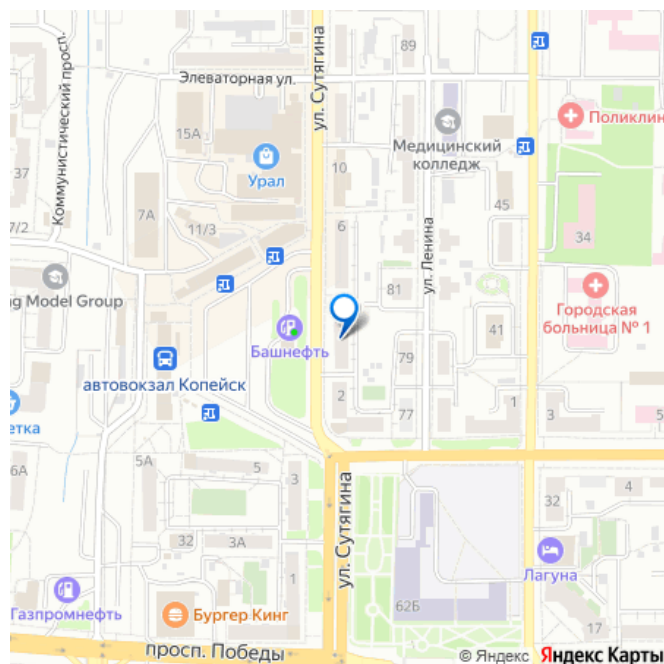 89
Элеваторная ул.
ул. Сутягина
Коммунистический просп.
15А
Поликлин
Медицинский
колледж
Урал
10
37
7А
45
11/3
6
34
7/2
ул. Ленина
ng Model Group
81
Городская
больница № 1
Башнефть
41
79
автовокзал Копейск
2
77
1
3
етка
5А
5
6А
3
ул. Сутягина
32
4
32
3А
Лагуна
1
Газпромнефть
Бургер Кинг
62Б
17
просп. Победы
© Яндекс Яндекс Карты